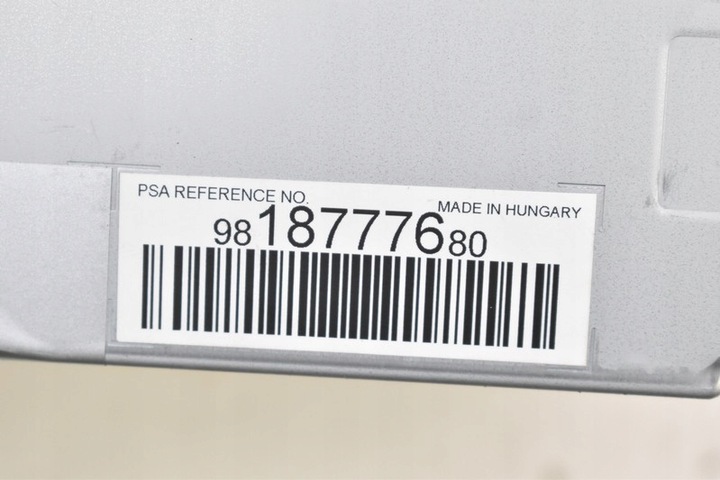 PSA REFERENCE NO.
MADE IN HUNGARY
9818777680